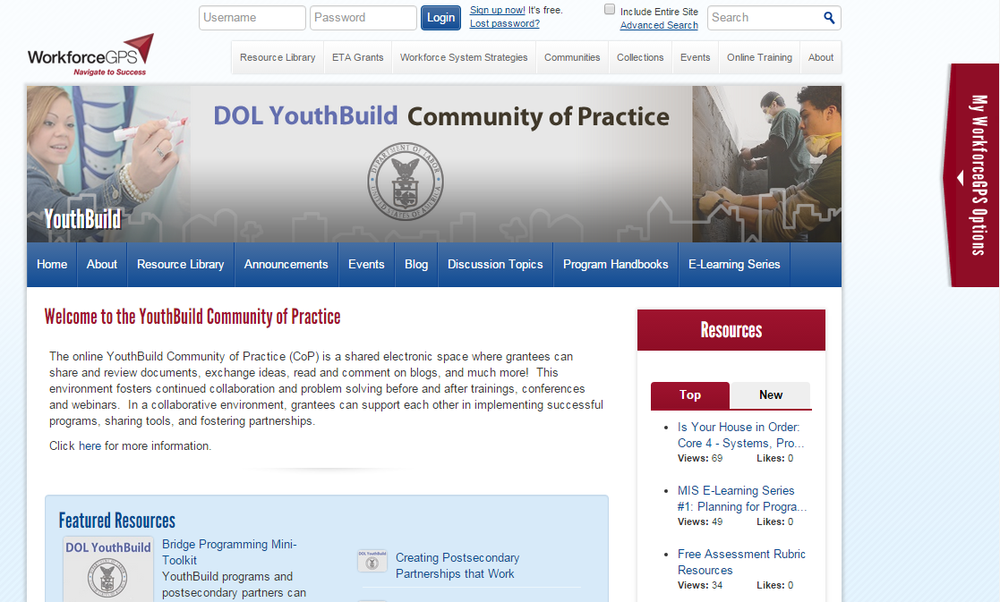 Username
Password
Login
Sign up now! It's free.
Lost password?
Include Entire Site
Advanced Search
Search
WorkforceGPS
Navigate to Success
Resource Library
ETA Grants
Workforce System Strategies
Communities
Collections
Events
Online Training
About
My WorkforceGPS Options
DOL YouthBuild Community of Practice
DEPARTMENT OF LABOR
UNITED STATES OF AMERICA
YouthBuild
Home
About
Resource Library
Announcements
Events
Blog
Discussion Topics
Program Handbooks
E-Learning Series
Welcome to the YouthBuild Community of Practice
The online YouthBuild Community of Practice (CoP) is a shared electronic space where grantees can
share and review documents, exchange ideas, read and comment on blogs, and much more!  This
environment fosters continued collaboration and problem solving before and after trainings, conferences
and webinars.  In a collaborative environment, grantees can support each other in implementing successful
programs, sharing tools, and fostering partnerships.
Click here for more information.
Featured Resources
DOL YouthBuild
Bridge Programming Mini-
Toolkit
YouthBuild programs and
postsecondary partners can
DOL YouthBuild
Creating Postsecondary
Partnerships that Work
Resources
Top
New
Is Your House in Order:
Core 4 - Systems, Pro...
Views: 69 Likes: 0
MIS E-Learning Series
#1: Planning for Progra...
Views: 49 Likes: 0
Free Assessment Rubric
Resources
Views: 34 Likes: 0